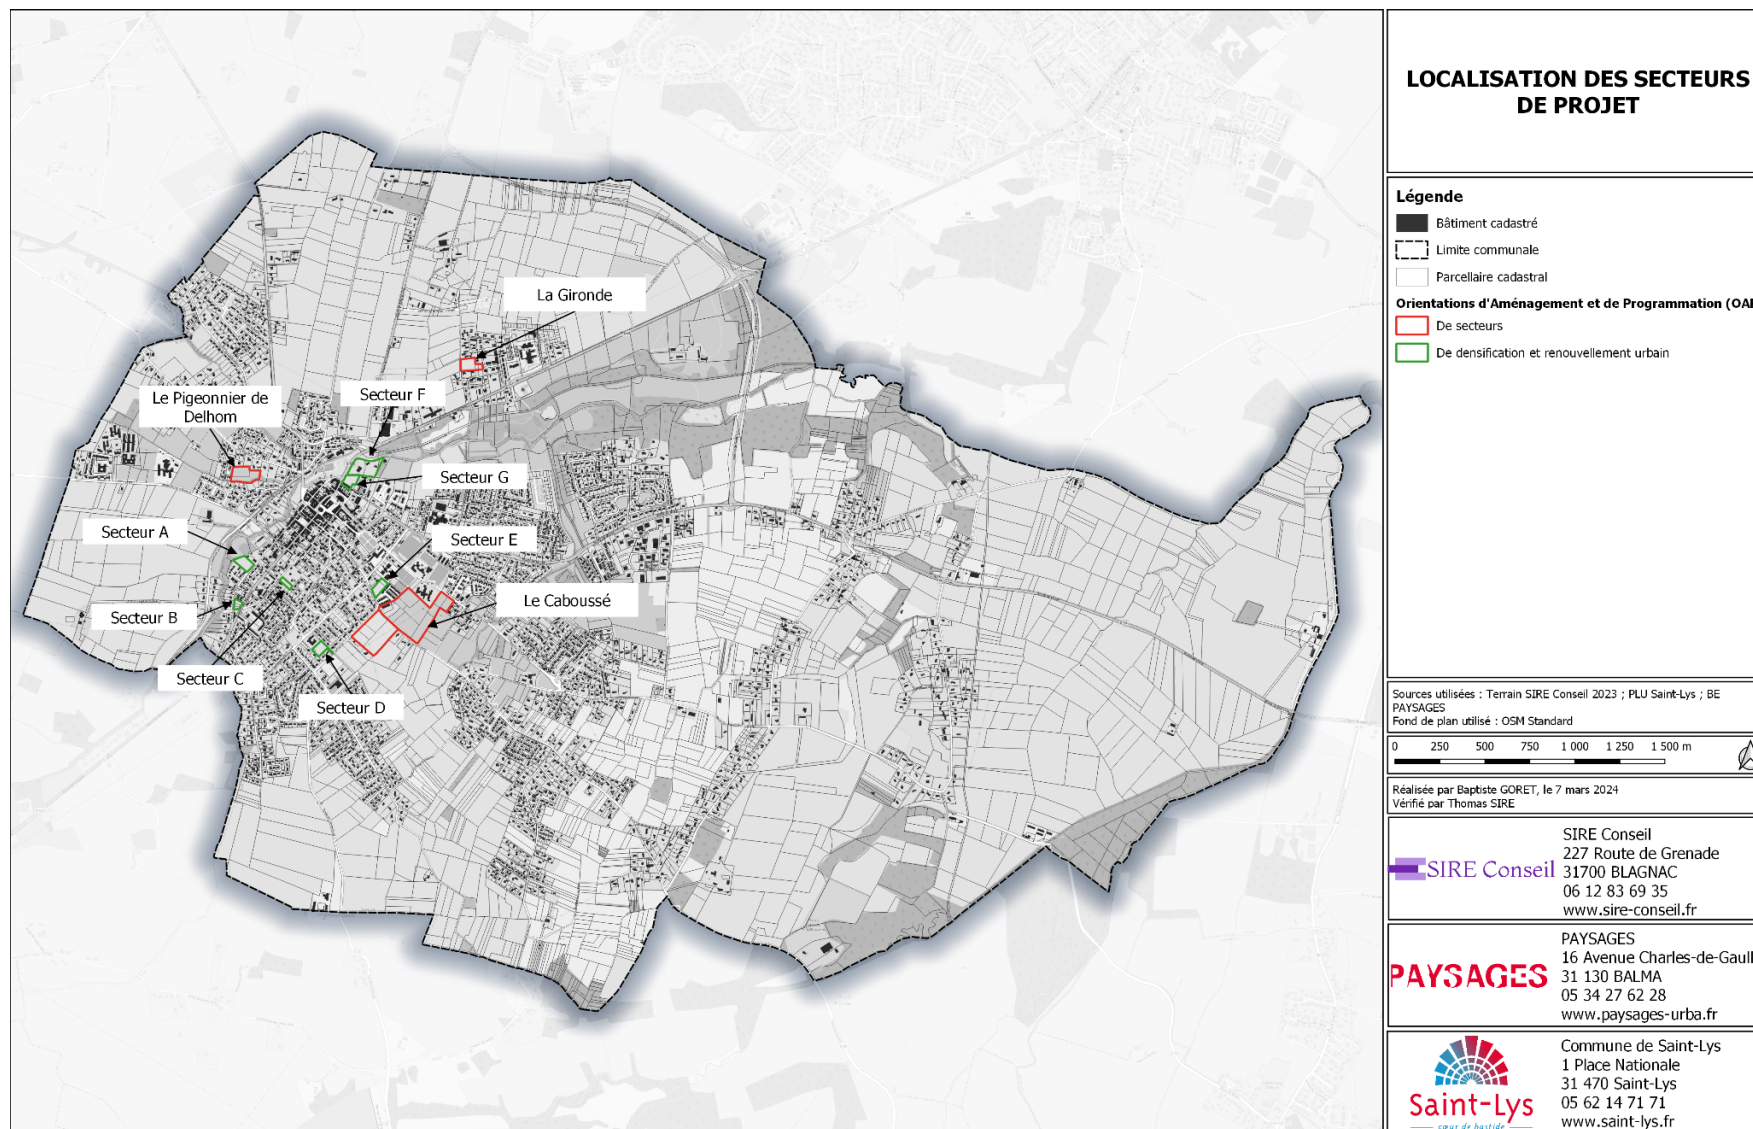 LOCALISATION DES SECTEURS
DE PROJET
Légende
Bâtiment cadastré
Limite communale
Parcellaire cadastral
Orientations d'Aménagement et de Programmation (OAP
De secteurs
De densification et renouvellement urbain
La Gironde
Secteur F
Le Pigeonnier de
Delhom
Secteur G
Secteur A
Secteur E
Le Caboussé
Secteur B
Secteur C
Secteur D
Sources utilisées : Terrain SIRE Conseil 2023 ; PLU Saint-Lys ; BE
PAYSAGES
Fond de plan utilisé : OSM Standard
0 250 500 750 1 000 1 250 1 500 m
Réalisée par Baptiste GORET, le 7 mars 2024
Vérifié par Thomas SIRE
SIRE Conseil
SIRE Conseil
227 Route de Grenade
31700 BLAGNAC
06 12 83 69 35
www.sire-conseil.fr
PAYSAGES
PAYSAGES
16 Avenue Charles-de-Gaull
31 130 BALMA
05 34 27 62 28
www.paysages-urba.fr
Saint-Lys
cœur de bastide
Commune de Saint-Lys
1 Place Nationale
31 470 Saint-Lys
05 62 14 71 71
www.saint-lys.fr